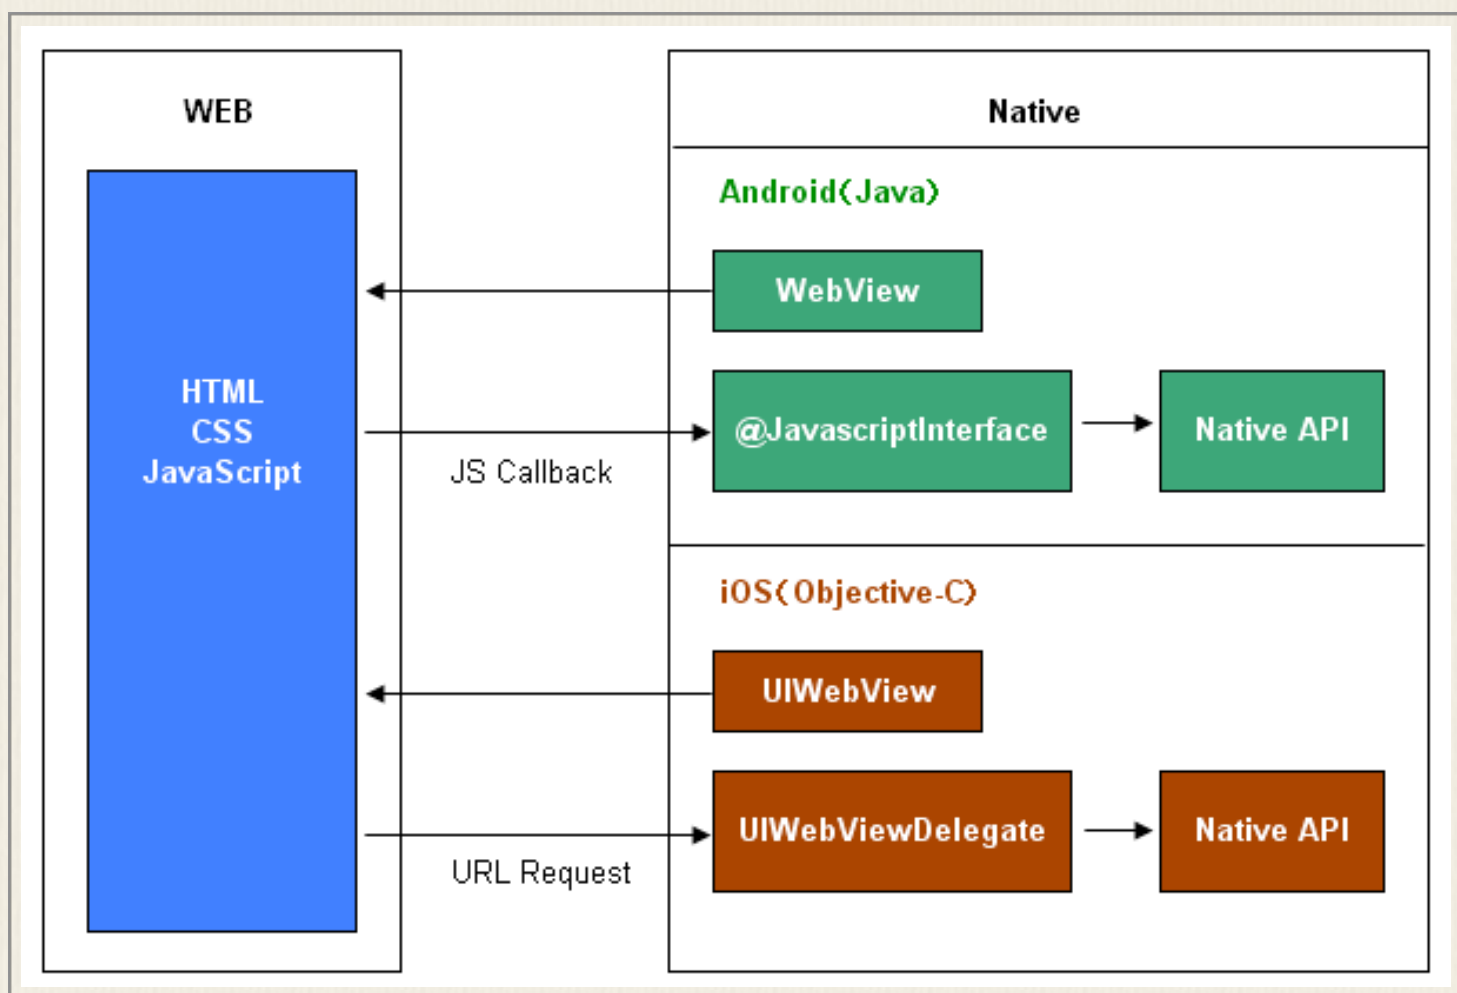 WEB
HTML
CSS
JavaScript
JS Callback
URL Request
Native
Android(Java)
WebView
@JavascriptInterface
Native API
iOS(Objective-C)
UIWebView
UIWebViewDelegate
Native API